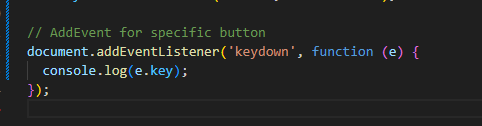 // AddEvent for specific button
document.addEventListener('keydown', function (e) {
  console.log(e.key);
});